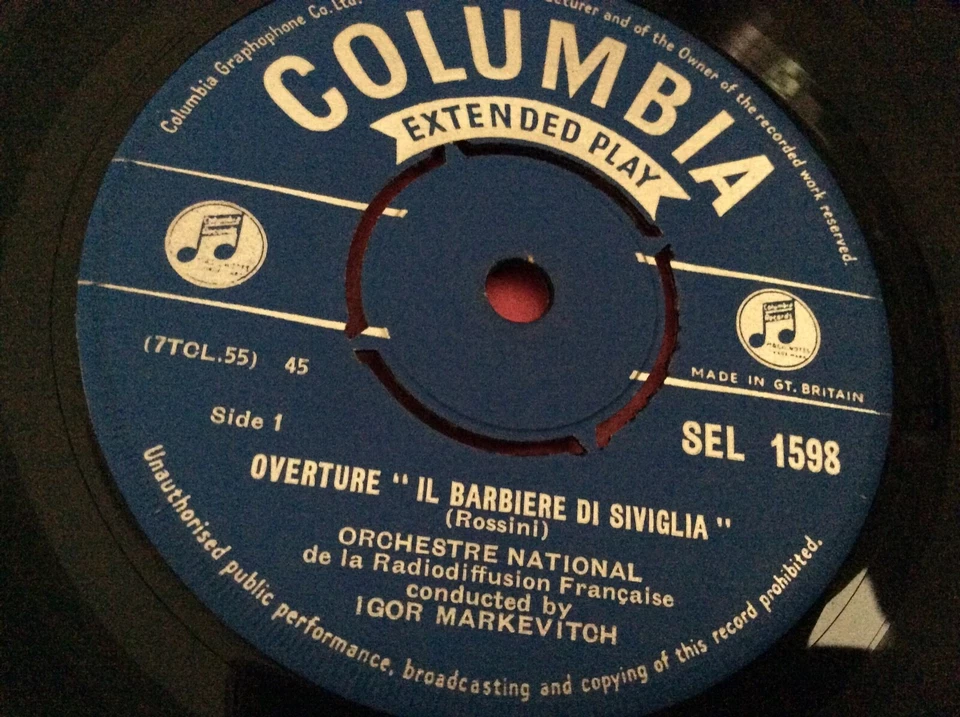 Columbia Graphophone Co. Ltd.
and of the Owner of the recorded work reserved.
COLUMBIA
EXTENDED PLAY
Columbia
Records
MADE IN GT. BRITAIN
(7TCL.55) 45
Side 1
SEL 1598
OVERTURE " IL BARBIERE DI SIVIGLIA "
(Rossini)
ORCHESTRE NATIONAL
de la Radiodiffusion Française
conducted by
IGOR MARKEVITCH
Unauthorised public performance, broadcasting and copying of this record prohibited.